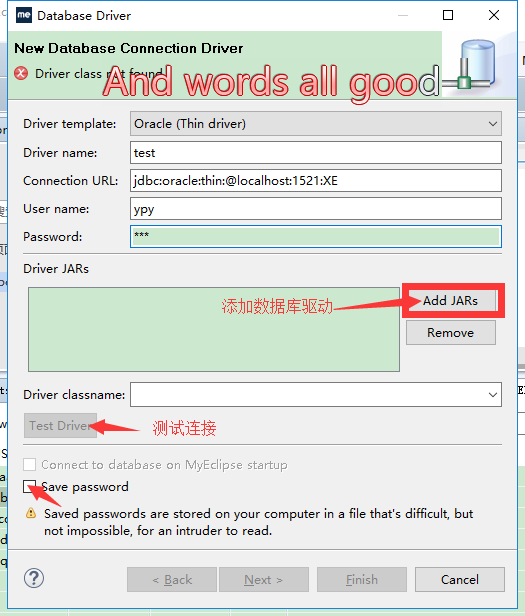 me Database Driver
New Database Connection Driver
Driver class not found
And words all good
Driver template: Oracle (Thin driver)
Driver name: test
Connection URL: jdbc:oracle:thin:@localhost:1521:XE
User name: ypy
Password: ***
Driver JARs
添加数据库驱动 Add JARs
Remove
Driver classname:
Test Driver 测试连接
Connect to database on MyEclipse startup
Save password
Saved passwords are stored on your computer in a file that's difficult, but
not impossible, for an intruder to read.
? < Back Next > Finish Cancel